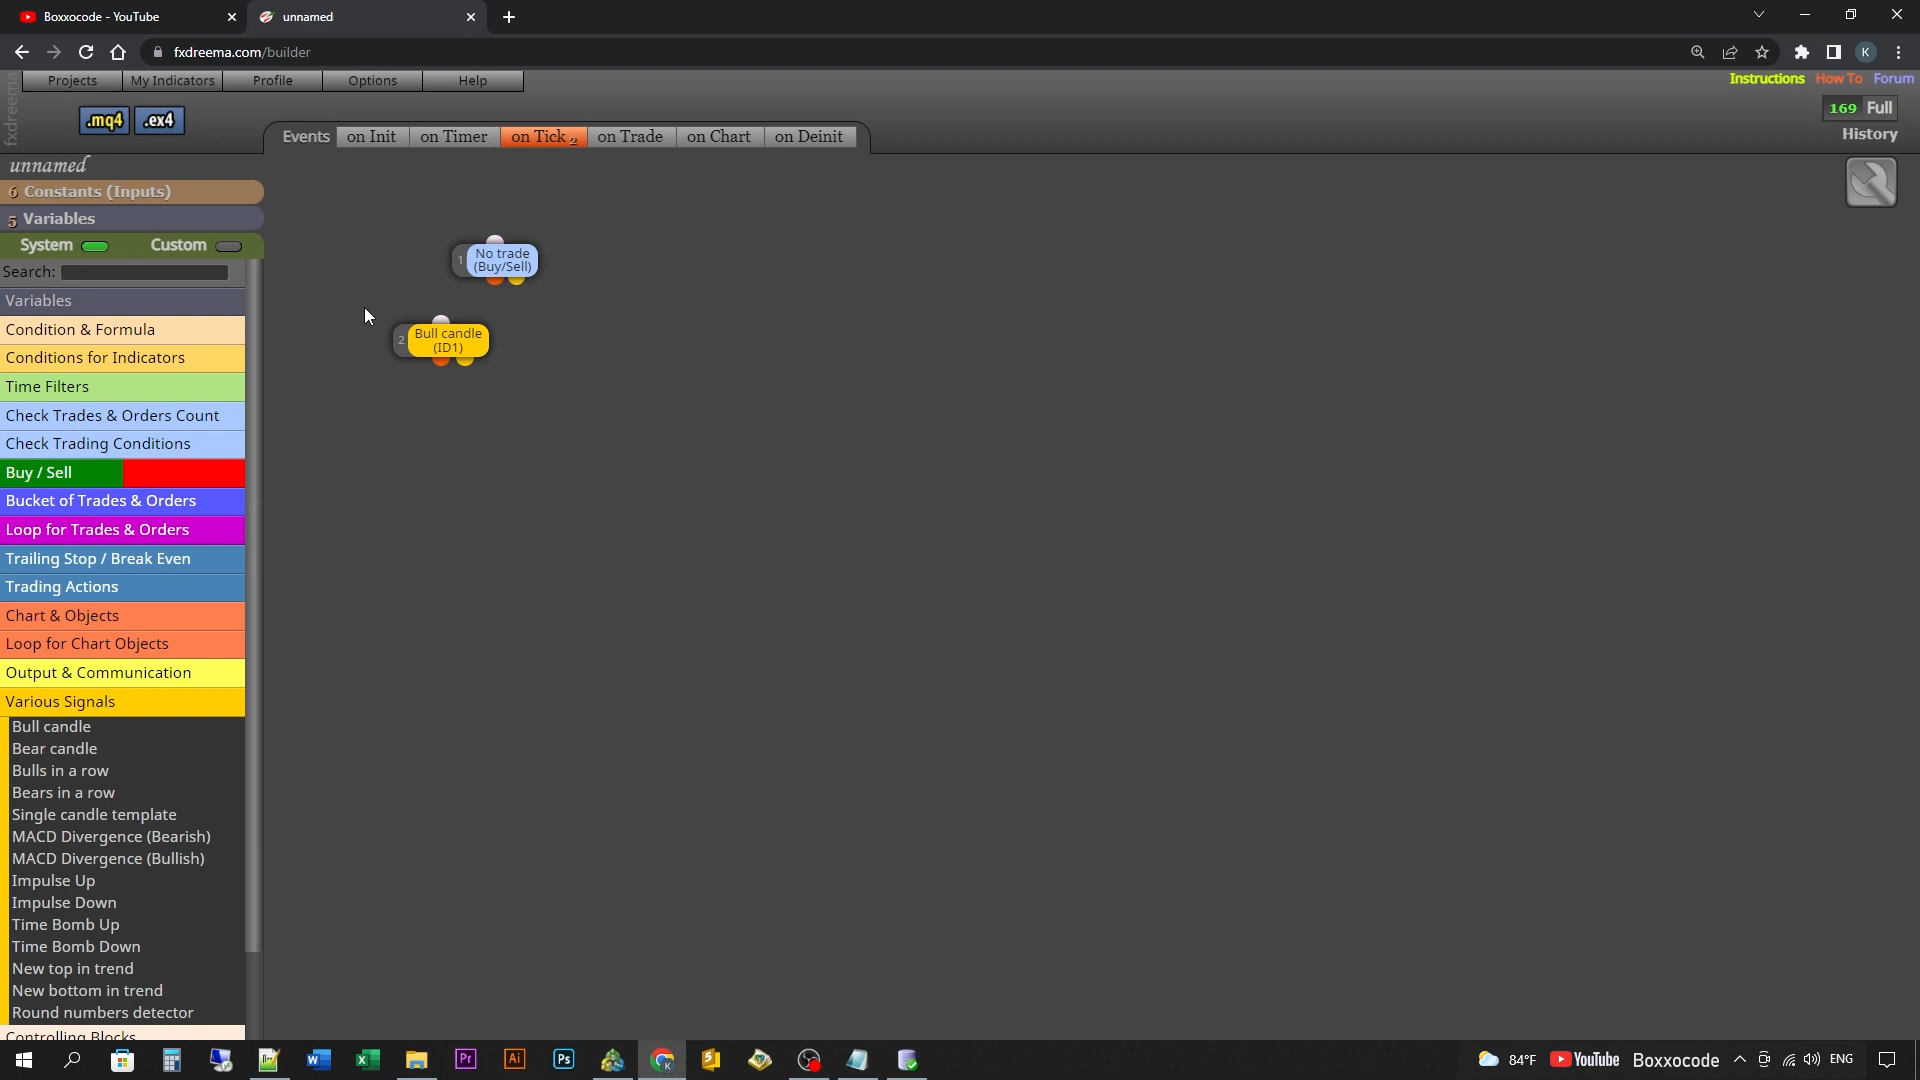 Boxxocode - YouTube
unnamed
fxdreema.com/builder
K
fxdreema
Projects
My Indicators
Profile
Options
Help
Instructions
How To
Forum
.mq4
.ex4
169 Full
History
Events
on Init
on Timer
on Tick 2
on Trade
on Chart
on Deinit
unnamed
6 Constants (Inputs)
5 Variables
System
Custom
Search:
Variables
Condition & Formula
Conditions for Indicators
Time Filters
Check Trades & Orders Count
Check Trading Conditions
Buy / Sell
Bucket of Trades & Orders
Loop for Trades & Orders
Trailing Stop / Break Even
Trading Actions
Chart & Objects
Loop for Chart Objects
Output & Communication
Various Signals
Bull candle
Bear candle
Bulls in a row
Bears in a row
Single candle template
MACD Divergence (Bearish)
MACD Divergence (Bullish)
Impulse Up
Impulse Down
Time Bomb Up
Time Bomb Down
New top in trend
New bottom in trend
Round numbers detector
Controlling Blocks
1
No trade
(Buy/Sell)
2
Bull candle
(ID1)
Pr
Ai
Ps
84°F
YouTube
Boxxocode
ENG